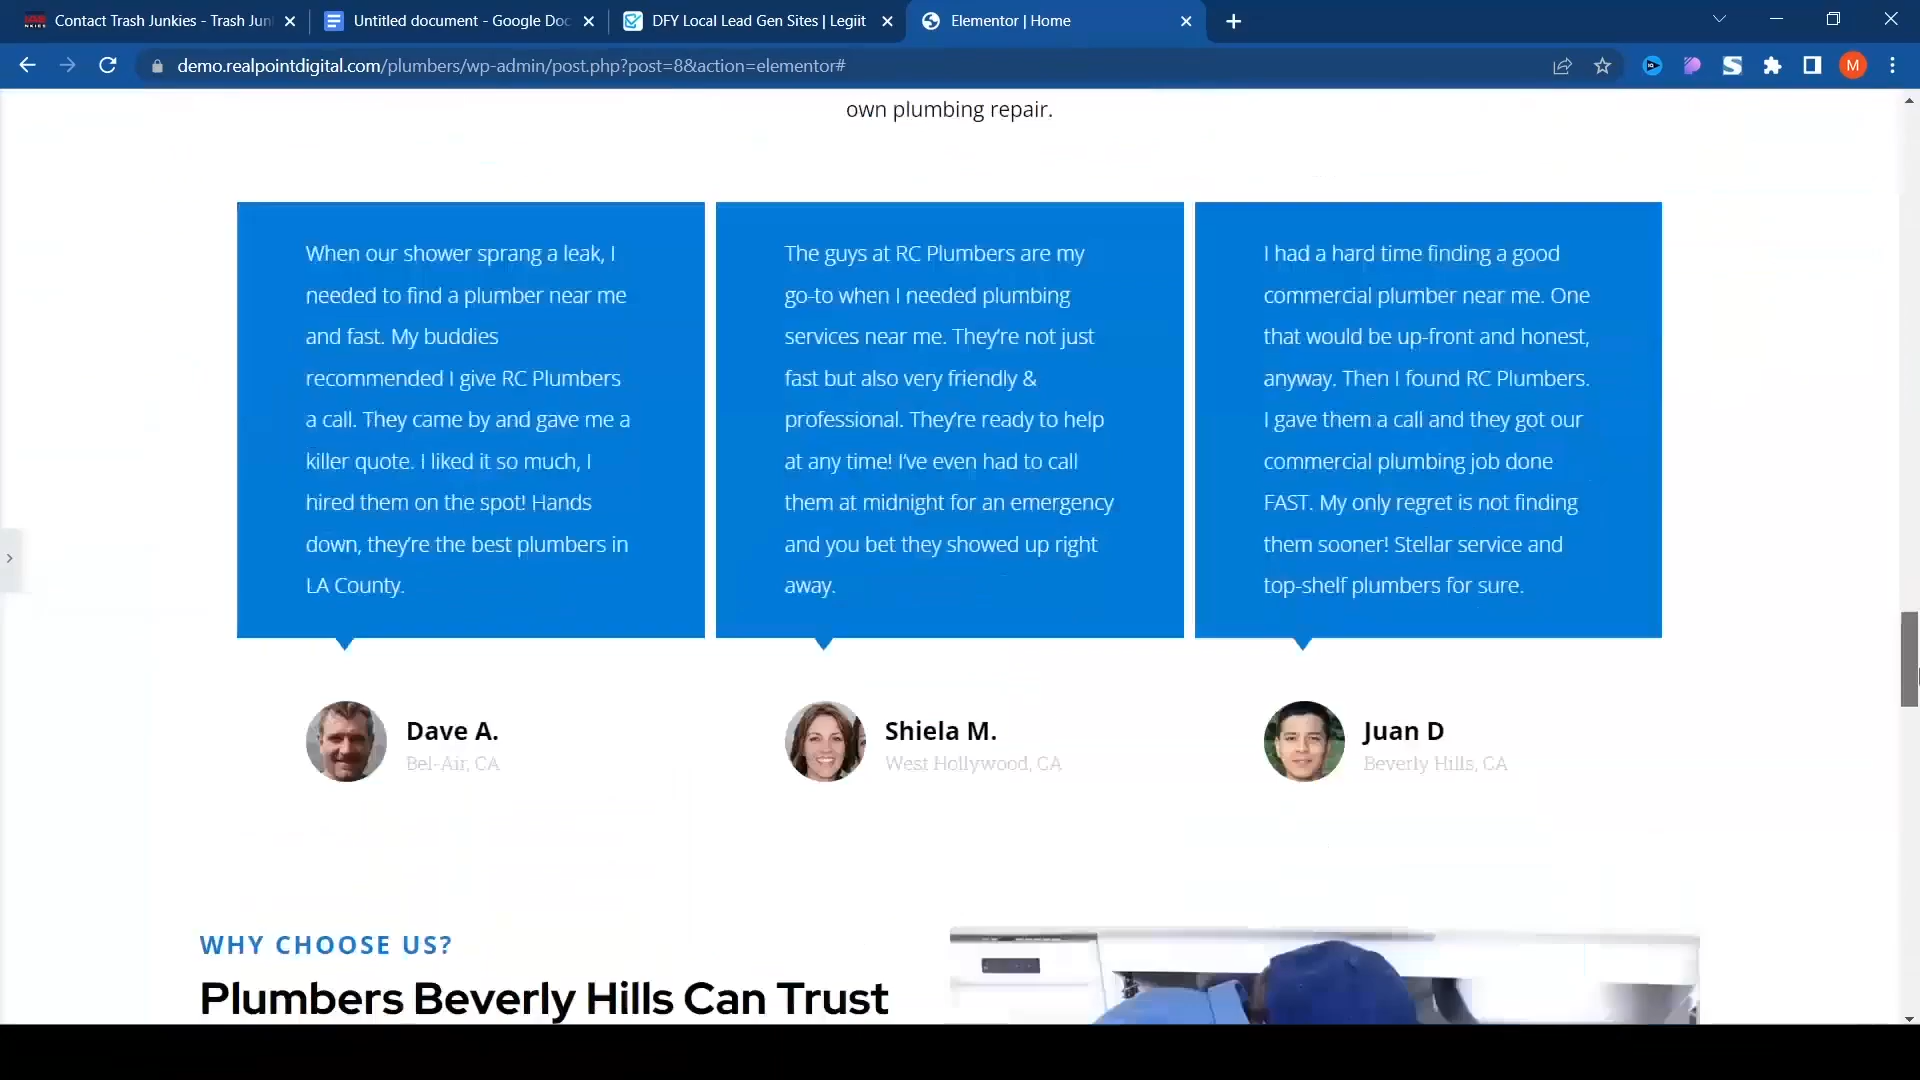 Contact Trash Junkies - Trash Jun
Untitled document - Google Doc
DFY Local Lead Gen Sites | Legiit
Elementor | Home
demo.realpointdigital.com/plumbers/wp-admin/post.php?post=8&action=elementor#
M
own plumbing repair.
When our shower sprang a leak, I
needed to find a plumber near me
and fast. My buddies
recommended I give RC Plumbers
a call. They came by and gave me a
killer quote. I liked it so much, I
hired them on the spot! Hands
down, they're the best plumbers in
LA County.
Dave A.
Bel-Air, CA
The guys at RC Plumbers are my
go-to when I needed plumbing
services near me. They're not just
fast but also very friendly &
professional. They're ready to help
at any time! I've even had to call
them at midnight for an emergency
and you bet they showed up right
away.
Shiela M.
West Hollywood, CA
I had a hard time finding a good
commercial plumber near me. One
that would be up-front and honest,
anyway. Then I found RC Plumbers.
I gave them a call and they got our
commercial plumbing job done
FAST. My only regret is not finding
them sooner! Stellar service and
top-shelf plumbers for sure.
Juan D
Beverly Hills, CA
WHY CHOOSE US?
Plumbers Beverly Hills Can Trust